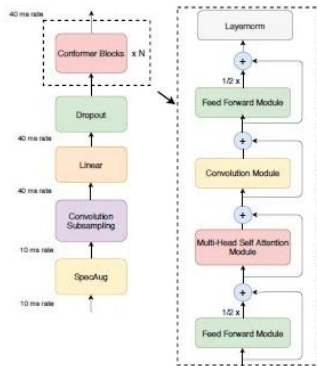 40 ms rate
Conformer Blocks
x N
Dropout
40 ms rate
Linear
40 ms rate
Convolution
Subsampling
10 ms rate
SpecAug
10 ms rate
Layernorm
+
1/2 x
Feed Forward Module
+
Convolution Module
+
Multi-Head Self Attention
Module
+
1/2 x
Feed Forward Module